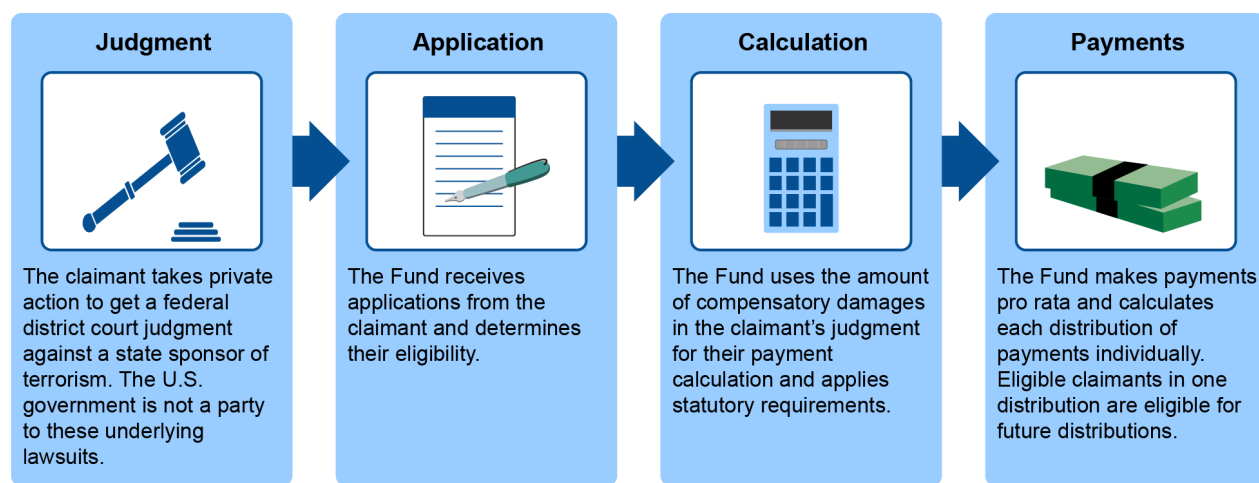 Judgment
The claimant takes private
action to get a federal
district court judgment
against a state sponsor of
terrorism. The U.S.
government is not a party
to these underlying
lawsuits.
Application
The Fund receives
applications from the
claimant and determines
their eligibility.
Calculation
The Fund uses the amount
of compensatory damages
in the claimant's judgment
for their payment
calculation and applies
statutory requirements.
Payments
The Fund makes payments
pro rata and calculates
each distribution of
payments individually.
Eligible claimants in one
distribution are eligible for
future distributions.